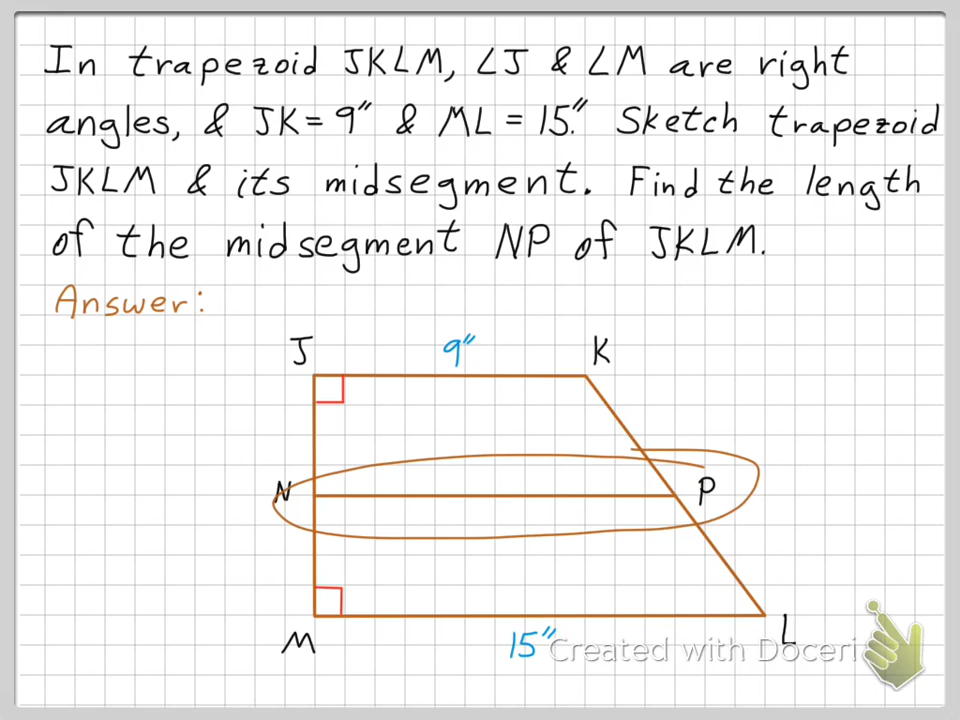 In trapezoid JKLM, ∠J & ∠M are right
angles, & JK = 9" & ML = 15." Sketch trapezoid
JKLM & its midsegment. Find the length
of the midsegment NP of JKLM.
Answer:
J 9" K
N P
M 15" L
Created with Doceri